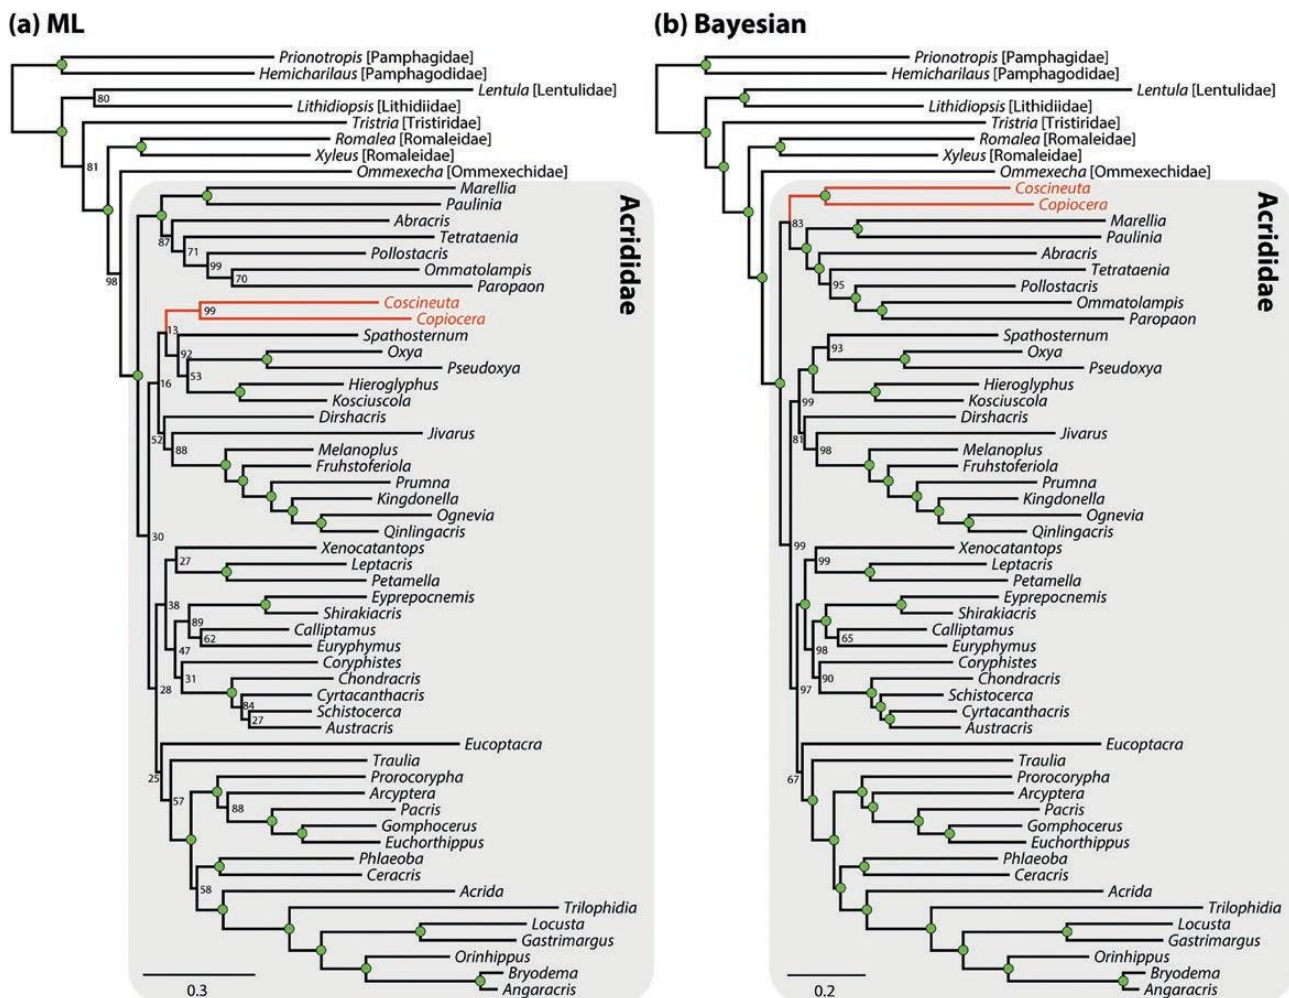 (a) ML
Prionotropis [Pamphagidae]
Hemicharilaus [Pamphagodidae]
Lentula [Lentulidae]
80
Lithidiopsis [Lithidiidae]
Tristria [Tristiridae]
Romalea [Romaleidae]
81
Xyleus [Romaleidae]
Ommexecha [Ommexechidae]
Marellia
Paulinia
Abracris
87
Tetrataenia
71
Pollostacris
99
Ommatolampis
98
70
Paropaon
Coscineuta
99
Copiocera
13
Spathosternum
92
Oxya
Pseudoxya
53
16
Hieroglyphus
Kosciuscola
Dirshacris
52
Jivarus
88
Melanoplus
Fruhstoferiola
Prumna
Kingdonella
Ognevia
Qinlingacris
30
Xenocatantops
27
Leptacris
Petamella
Eyprepocnemis
38
Shirakiacris
89
Calliptamus
62
Euryphymus
47
Coryphistes
31
Chondracris
28
Cyrtacanthacris
84
Schistocerca
27
Austracris
Eucoptacra
Traulia
25
Prorocorypha
Arcyptera
57
88
Pacris
Gomphocerus
Euchorthippus
Phlaeoba
Ceracris
58
Acrida
Trilophidia
Locusta
Gastrimargus
Orinhippus
Bryodema
Angaracris
0.3
Acrididae
(b) Bayesian
Prionotropis [Pamphagidae]
Hemicharilaus [Pamphagodidae]
Lentula [Lentulidae]
Lithidiopsis [Lithidiidae]
Tristria [Tristiridae]
Romalea [Romaleidae]
Xyleus [Romaleidae]
Ommexecha [Ommexechidae]
Coscineuta
Copiocera
83
Marellia
Paulinia
Abracris
Tetrataenia
95
Pollostacris
Ommatolampis
Paropaon
Spathosternum
93
Oxya
Pseudoxya
Hieroglyphus
99
Kosciuscola
Dirshacris
81
Jivarus
98
Melanoplus
Fruhstoferiola
Prumna
Kingdonella
Ognevia
Qinlingacris
99
Xenocatantops
99
Leptacris
Petamella
Eyprepocnemis
Shirakiacris
Calliptamus
65
Euryphymus
98
Coryphistes
90
Chondracris
97
Schistocerca
Cyrtacanthacris
Austracris
Eucoptacra
Traulia
67
Prorocorypha
Arcyptera
Pacris
Gomphocerus
Euchorthippus
Phlaeoba
Ceracris
Acrida
Trilophidia
Locusta
Gastrimargus
Orinhippus
Bryodema
Angaracris
0.2
Acrididae